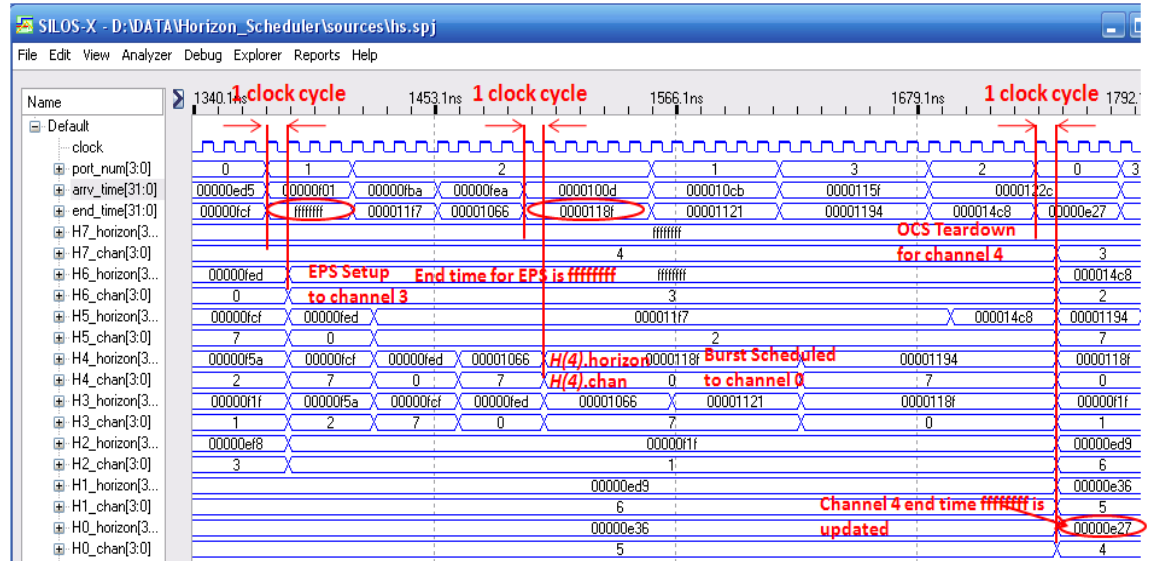 SILOS-X - D:\DATA\Horizon_Scheduler\sources\hs.spj
File Edit View Analyzer Debug Explorer Reports Help
Name 1340.1ns 1 clock cycle 1453.1ns 1 clock cycle 1566.1ns 1679.1ns 1 clock cycle 1792.
Default
clock
port_num[3:0] 0 1 2 1 3 2 0 3
arrv_time[31:0] 00000ed5 00000f01 00000fba 00000fea 0000100d 000010cb 0000115f 0000122c
end_time[31:0] 00000fcf ffffffff 000011f7 00001066 0000118f 00001121 00001194 000014c8 00000e27
H7_horizon[3... ffffffff OCS Teardown
H7_chan[3:0] 4 for channel 4 3
H6_horizon[3... 00000fed EPS Setup End time for EPS is ffffffff ffffffff 000014c8
H6_chan[3:0] 0 to channel 3 3 2
H5_horizon[3... 00000fcf 00000fed 000011f7 000014c8 00001194
H5_chan[3:0] 7 0 2 7
H4_horizon[3... 00000f5a 00000fcf 00000fed 00001066 H(4).horizon 0000118f Burst Scheduled 00001194 0000118f
H4_chan[3:0] 2 7 0 7 H(4).chan 0 to channel 0 7 0
H3_horizon[3... 00000f1f 00000f5a 00000fcf 00000fed 00001066 00001121 0000118f 00000f1f
H3_chan[3:0] 1 2 7 0 7 0 1
H2_horizon[3... 00000ef8 00000f1f 00000ed9
H2_chan[3:0] 3 1 6
H1_horizon[3... 00000ed9 00000e36
H1_chan[3:0] 6 Channel 4 end time ffffffff is 5
H0_horizon[3... 00000e36 updated 00000e27
H0_chan[3:0] 5 4